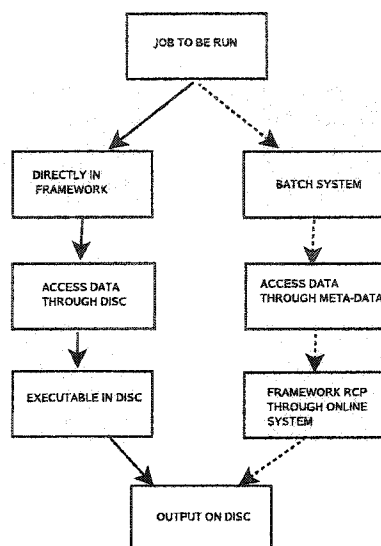 JOB TO BE RUN
DIRECTLY IN
FRAMEWORK
BATCH SYSTEM
ACCESS DATA
THROUGH DISC
ACCESS DATA
THROUGH META-DATA
EXECUTABLE IN DISC
FRAMEWORK RCP
THROUGH ONLINE
SYSTEM
OUTPUT ON DISC